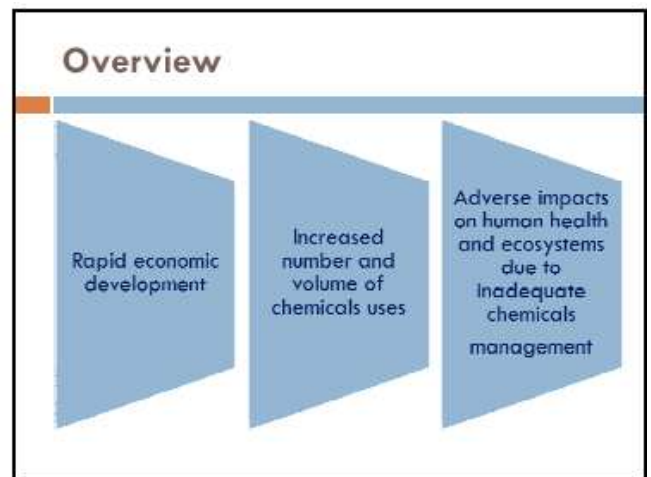 Overview
Rapid economic
development
Increased
number and
volume of
chemicals uses
Adverse impacts
on human health
and ecosystems
due to
Inadequate
chemicals
management